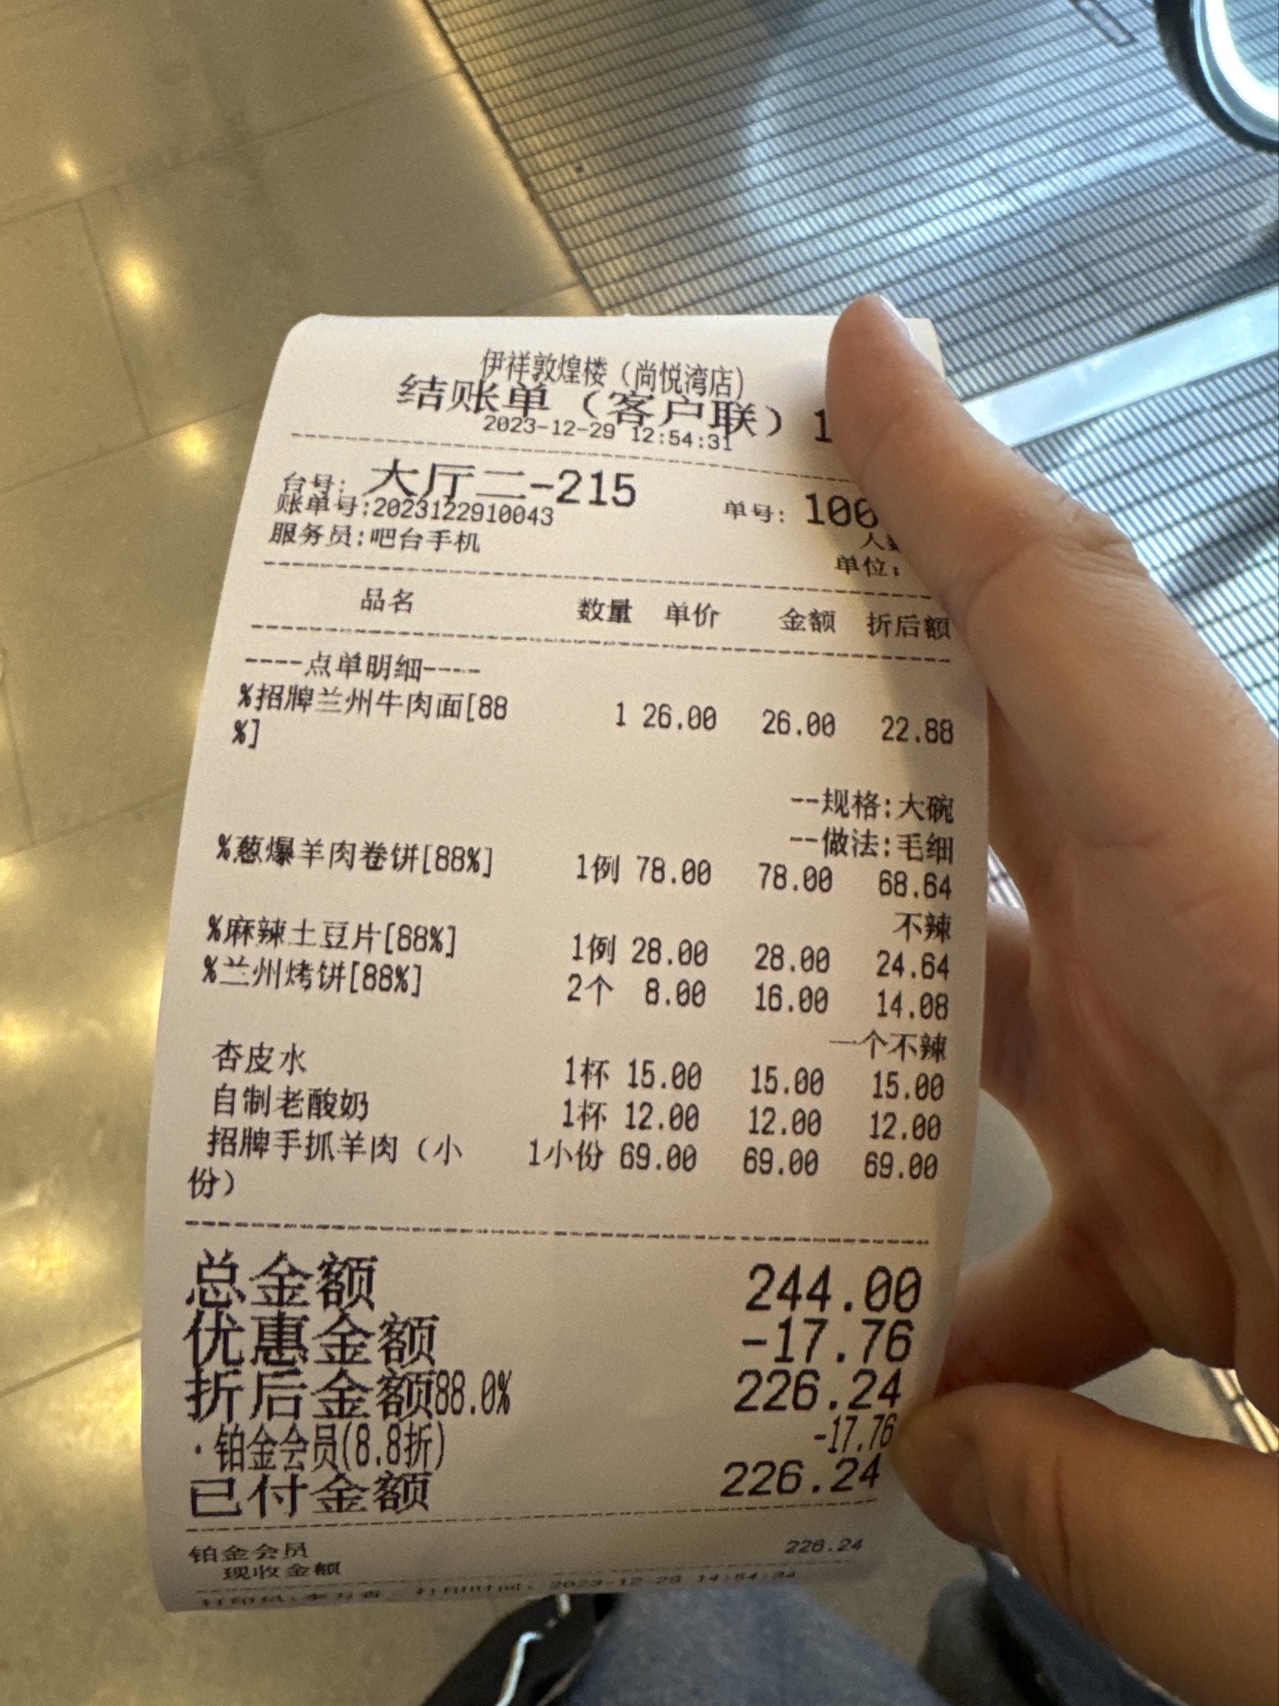 伊祥敦煌楼（尚悦湾店）
结账单（客户联）1
2023-12-29 12:54:31
台号: 大厅二-215 单号: 100
账单号:2023122910043
服务员:吧台手机
单位:
品名 数量 单价 金额 折后额
----点单明细----
%招牌兰州牛肉面[88 1 26.00 26.00 22.88
%]
--规格:大碗
--做法:毛细
%葱爆羊肉卷饼[88%] 1例 78.00 78.00 68.64
不辣
%麻辣土豆片[88%] 1例 28.00 28.00 24.64
%兰州烤饼[88%] 2个 8.00 16.00 14.08
一个不辣
杏皮水 1杯 15.00 15.00 15.00
自制老酸奶 1杯 12.00 12.00 12.00
招牌手抓羊肉（小 1小份 69.00 69.00 69.00
份）
总金额 244.00
优惠金额 -17.76
折后金额88.0% 226.24
·铂金会员(8.8折) -17.76
已付金额 226.24
铂金会员 226.24
现收金额
打印时间: 2023-12-29